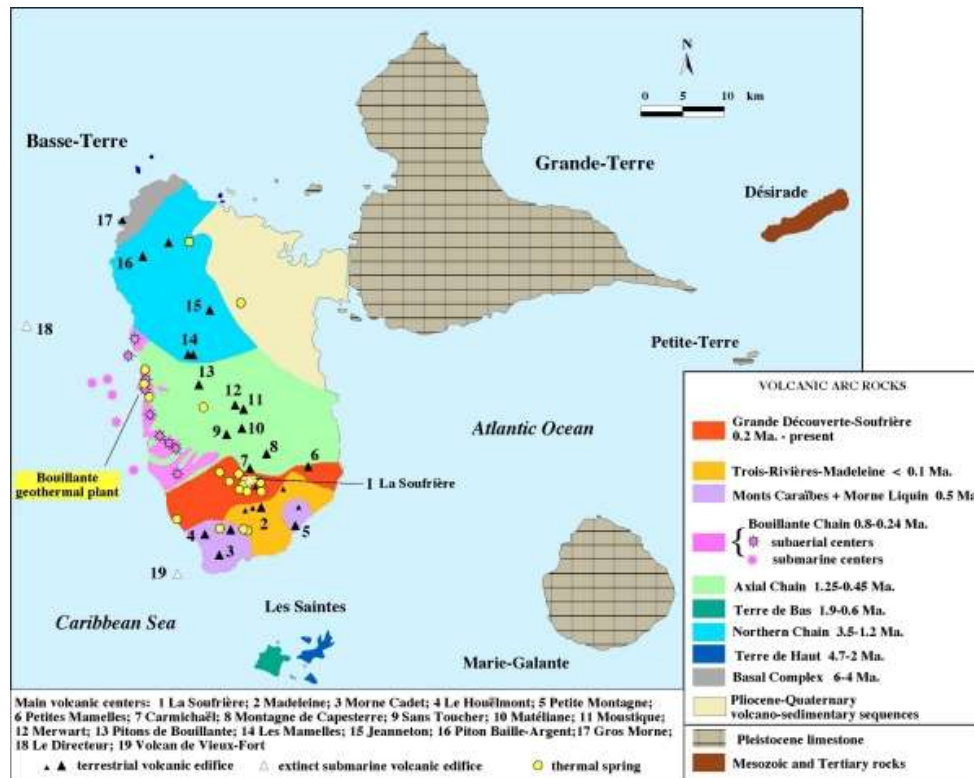 N
0 5 10 km
Basse-Terre
Grande-Terre
Désirade
17
16
15
18
14
Petite-Terre
13
12
11
10
9
8
7
6
Atlantic Ocean
Bouillante
geothermal plant
1 La Soufrière
2
5
4
3
19
Les Saintes
Caribbean Sea
Marie-Galante
VOLCANIC ARC ROCKS
Grande Découverte-Soufrière
0.2 Ma. - present
Trois-Rivières-Madeleine < 0.1 Ma.
Monts Caraïbes + Morne Liquin 0.5 Ma.
Bouillante Chain 0.8-0.24 Ma.
subaerial centers
submarine centers
Axial Chain 1.25-0.45 Ma.
Terre de Bas 1.9-0.6 Ma.
Northern Chain 3.5-1.2 Ma.
Terre de Haut 4.7-2 Ma.
Basal Complex 6-4 Ma.
Pliocene-Quaternary
volcano-sedimentary sequences
Pleistocene limestone
Mesozoic and Tertiary rocks
Main volcanic centers: 1 La Soufrière; 2 Madeleine; 3 Morne Cadet; 4 Le Houëlmont; 5 Petite Montagne;
6 Petites Mamelles; 7 Carmichaël; 8 Montagne de Capesterre; 9 Sans Toucher; 10 Matéliane; 11 Moustique;
12 Merwart; 13 Pitons de Bouillante; 14 Les Mamelles; 15 Jeanneton; 16 Piton Baille-Argent;17 Gros Morne;
18 Le Directeur; 19 Volcan de Vieux-Fort
terrestrial volcanic edifice extinct submarine volcanic edifice thermal spring